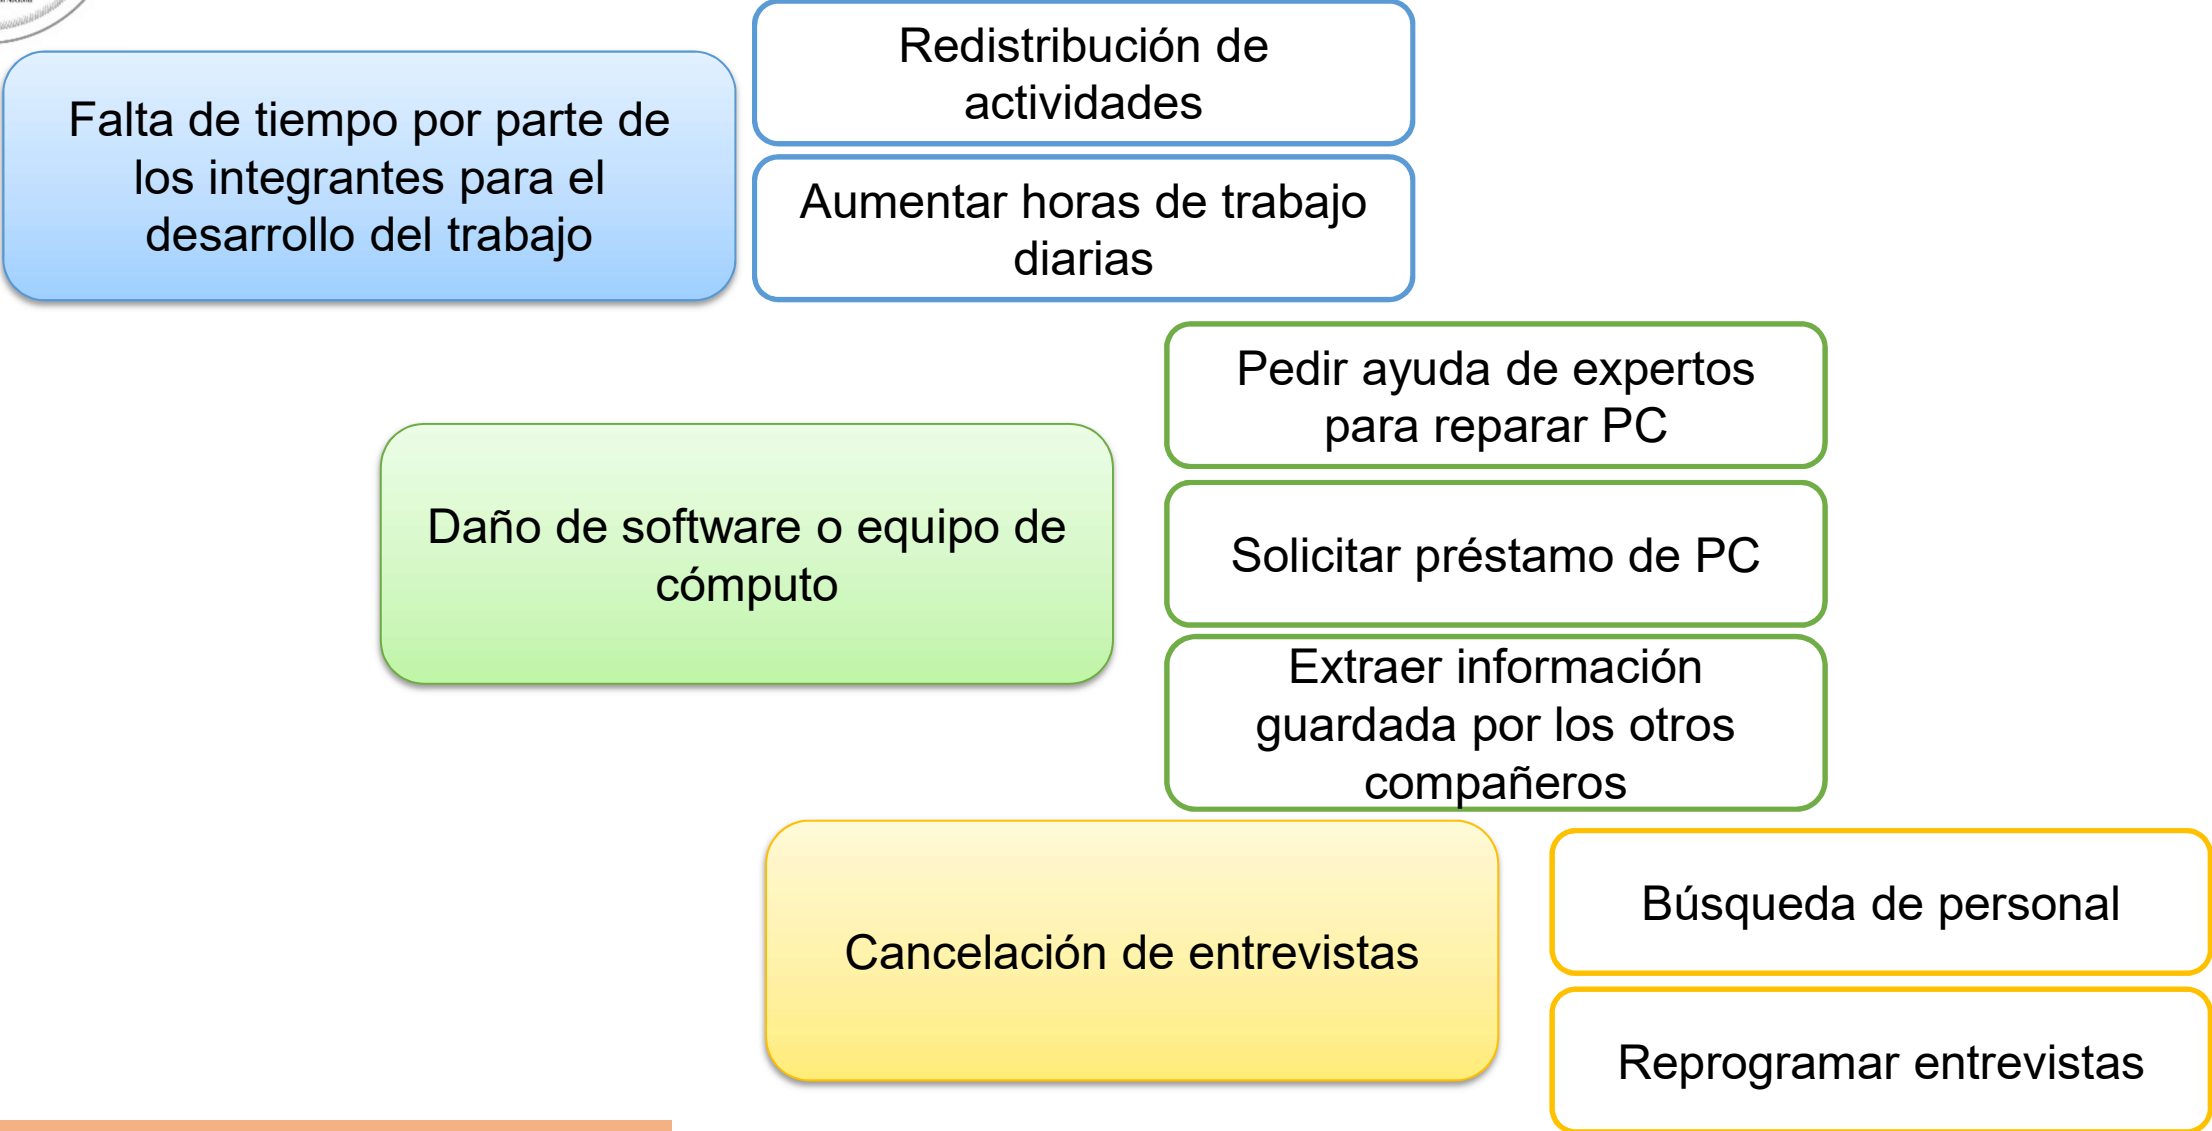 Falta de tiempo por parte de
los integrantes para el
desarrollo del trabajo
Redistribución de
actividades
Aumentar horas de trabajo
diarias
Daño de software o equipo de
cómputo
Pedir ayuda de expertos
para reparar PC
Solicitar préstamo de PC
Extraer información
guardada por los otros
compañeros
Cancelación de entrevistas
Búsqueda de personal
Reprogramar entrevistas